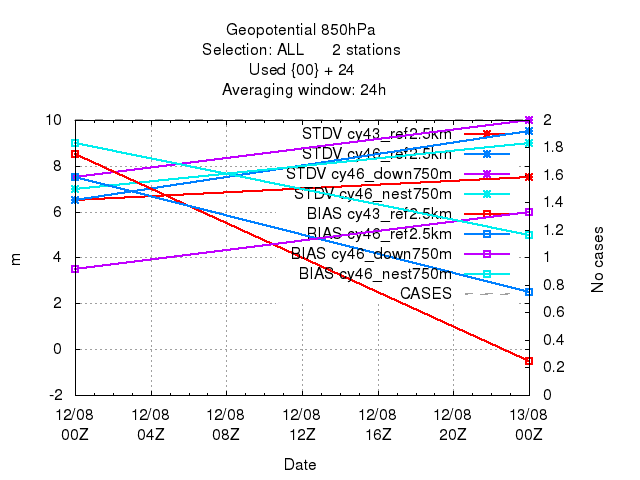 Geopotential 850hPa
Selection: ALL 2 stations
Used {00} + 24
Averaging window: 24h
10
8
6
4
2
0
-2
m
STDV cy43_ref2.5km
STDV cy46_ref2.5km
STDV cy46_down750m
STDV cy46_nest750m
BIAS cy43_ref2.5km
BIAS cy46_ref2.5km
BIAS cy46_down750m
BIAS cy46_nest750m
CASES
2
1.8
1.6
1.4
1.2
1
0.8
0.6
0.4
0.2
0
No cases
12/08 12/08 12/08 12/08 12/08 12/08 13/08
00Z 04Z 08Z 12Z 16Z 20Z 00Z
Date